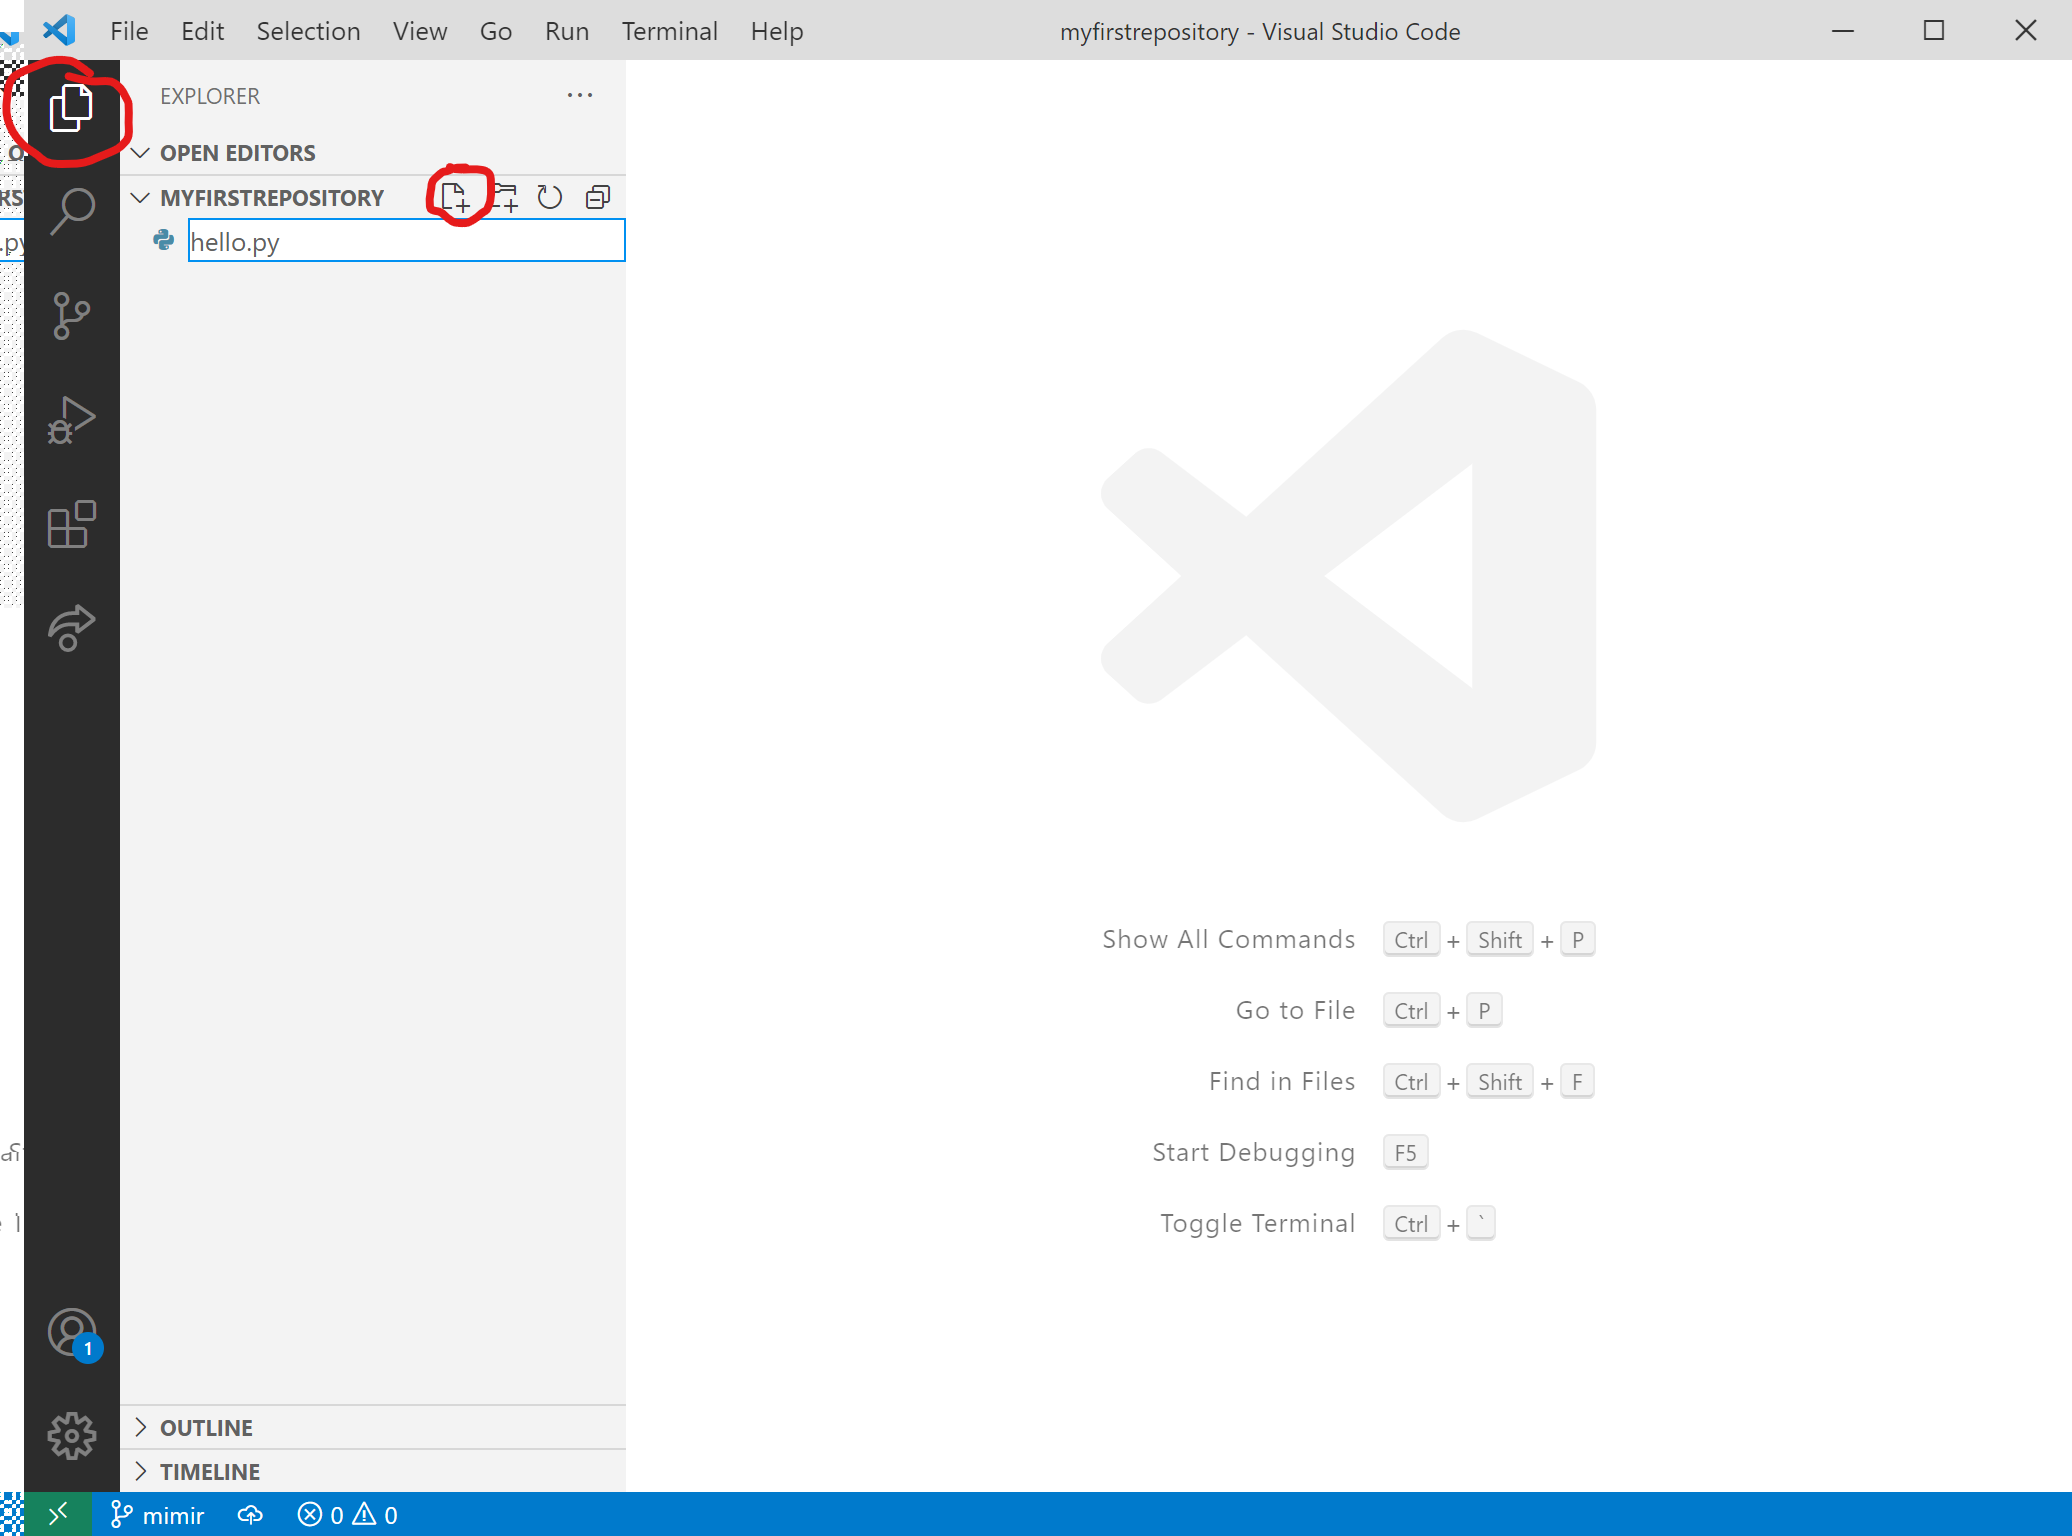 File Edit Selection View Go Run Terminal Help myfirstrepository - Visual Studio Code
EXPLORER
OPEN EDITORS
MYFIRSTREPOSITORY
hello.py
Show All Commands Ctrl + Shift + P
Go to File Ctrl + P
Find in Files Ctrl + Shift + F
Start Debugging F5
Toggle Terminal Ctrl + `
1
OUTLINE
TIMELINE
mimir 0 0